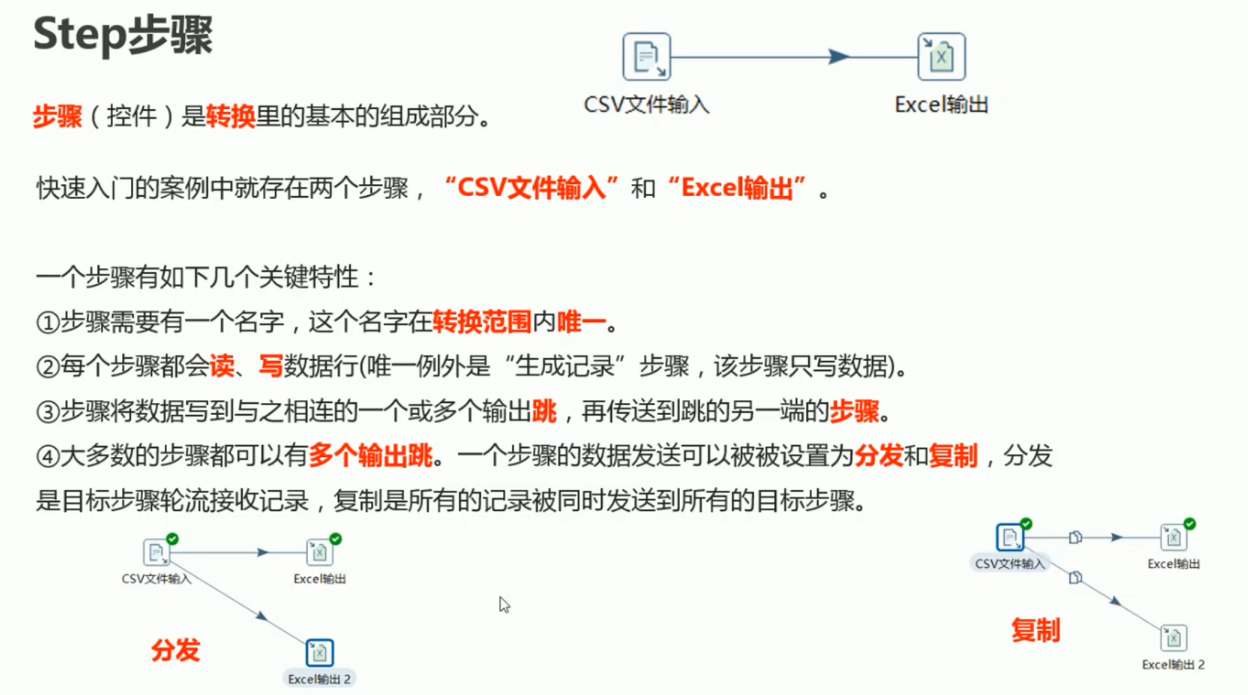 Step步骤
CSV文件输入
Excel输出
步骤（控件）是转换里的基本的组成部分。
快速入门的案例中就存在两个步骤，“CSV文件输入”和“Excel输出”。
一个步骤有如下几个关键特性：
①步骤需要有一个名字，这个名字在转换范围内唯一。
②每个步骤都会读、写数据行(唯一例外是“生成记录”步骤，该步骤只写数据)。
③步骤将数据写到与之相连的一个或多个输出跳，再传送到跳的另一端的步骤。
④大多数的步骤都可以有多个输出跳。一个步骤的数据发送可以被被设置为分发和复制，分发
是目标步骤轮流接收记录，复制是所有的记录被同时发送到所有的目标步骤。
CSV文件输入
Excel输出
分发
Excel输出 2
CSV文件输入
Excel输出
复制
Excel输出 2